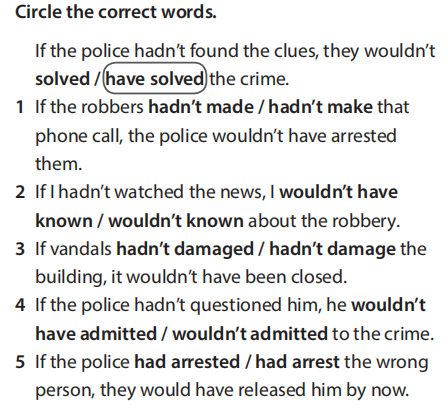 Circle the correct words.
If the police hadn't found the clues, they wouldn't
solved / have solved the crime.
1 If the robbers hadn't made / hadn't make that
phone call, the police wouldn't have arrested
them.
2 If I hadn't watched the news, I wouldn't have
known / wouldn't known about the robbery.
3 If vandals hadn't damaged / hadn't damage the
building, it wouldn't have been closed.
4 If the police hadn't questioned him, he wouldn't
have admitted / wouldn't admitted to the crime.
5 If the police had arrested / had arrest the wrong
person, they would have released him by now.